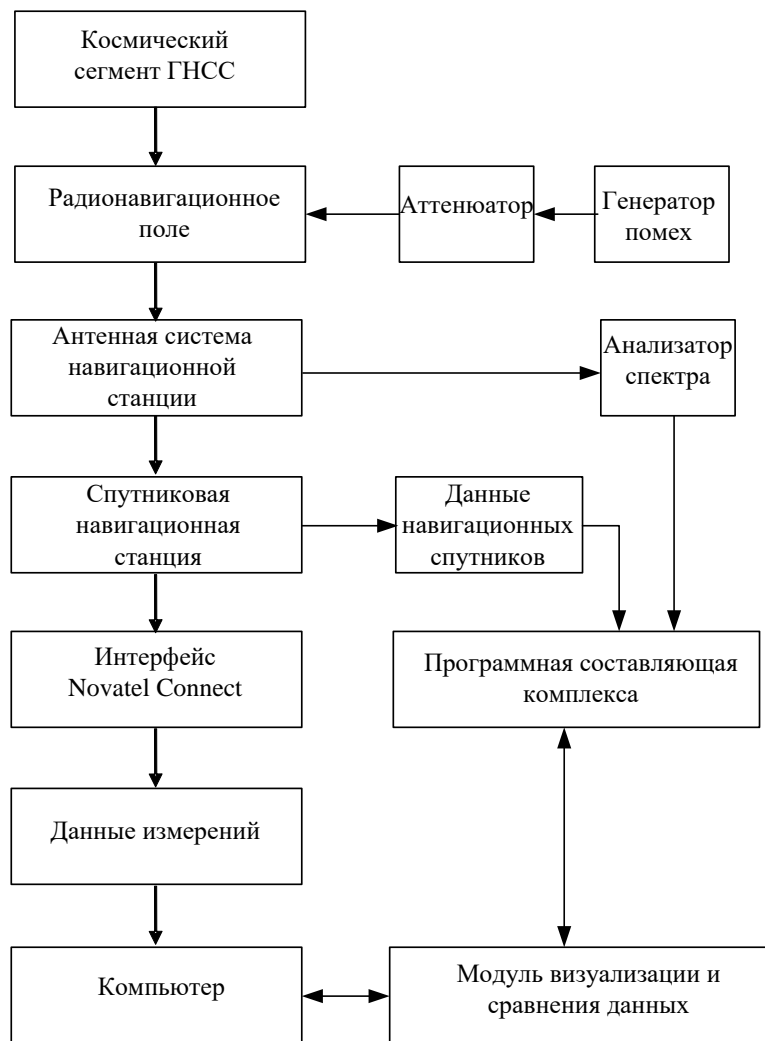 Космический
сегмент ГНСС
Радионавигационное
поле
Аттенюатор
Генератор
помех
Антенная система
навигационной
станции
Анализатор
спектра
Спутниковая
навигационная
станция
Данные
навигационных
спутников
Интерфейс
Novatel Connect
Программная составляющая
комплекса
Данные измерений
Компьютер
Модуль визуализации и
сравнения данных